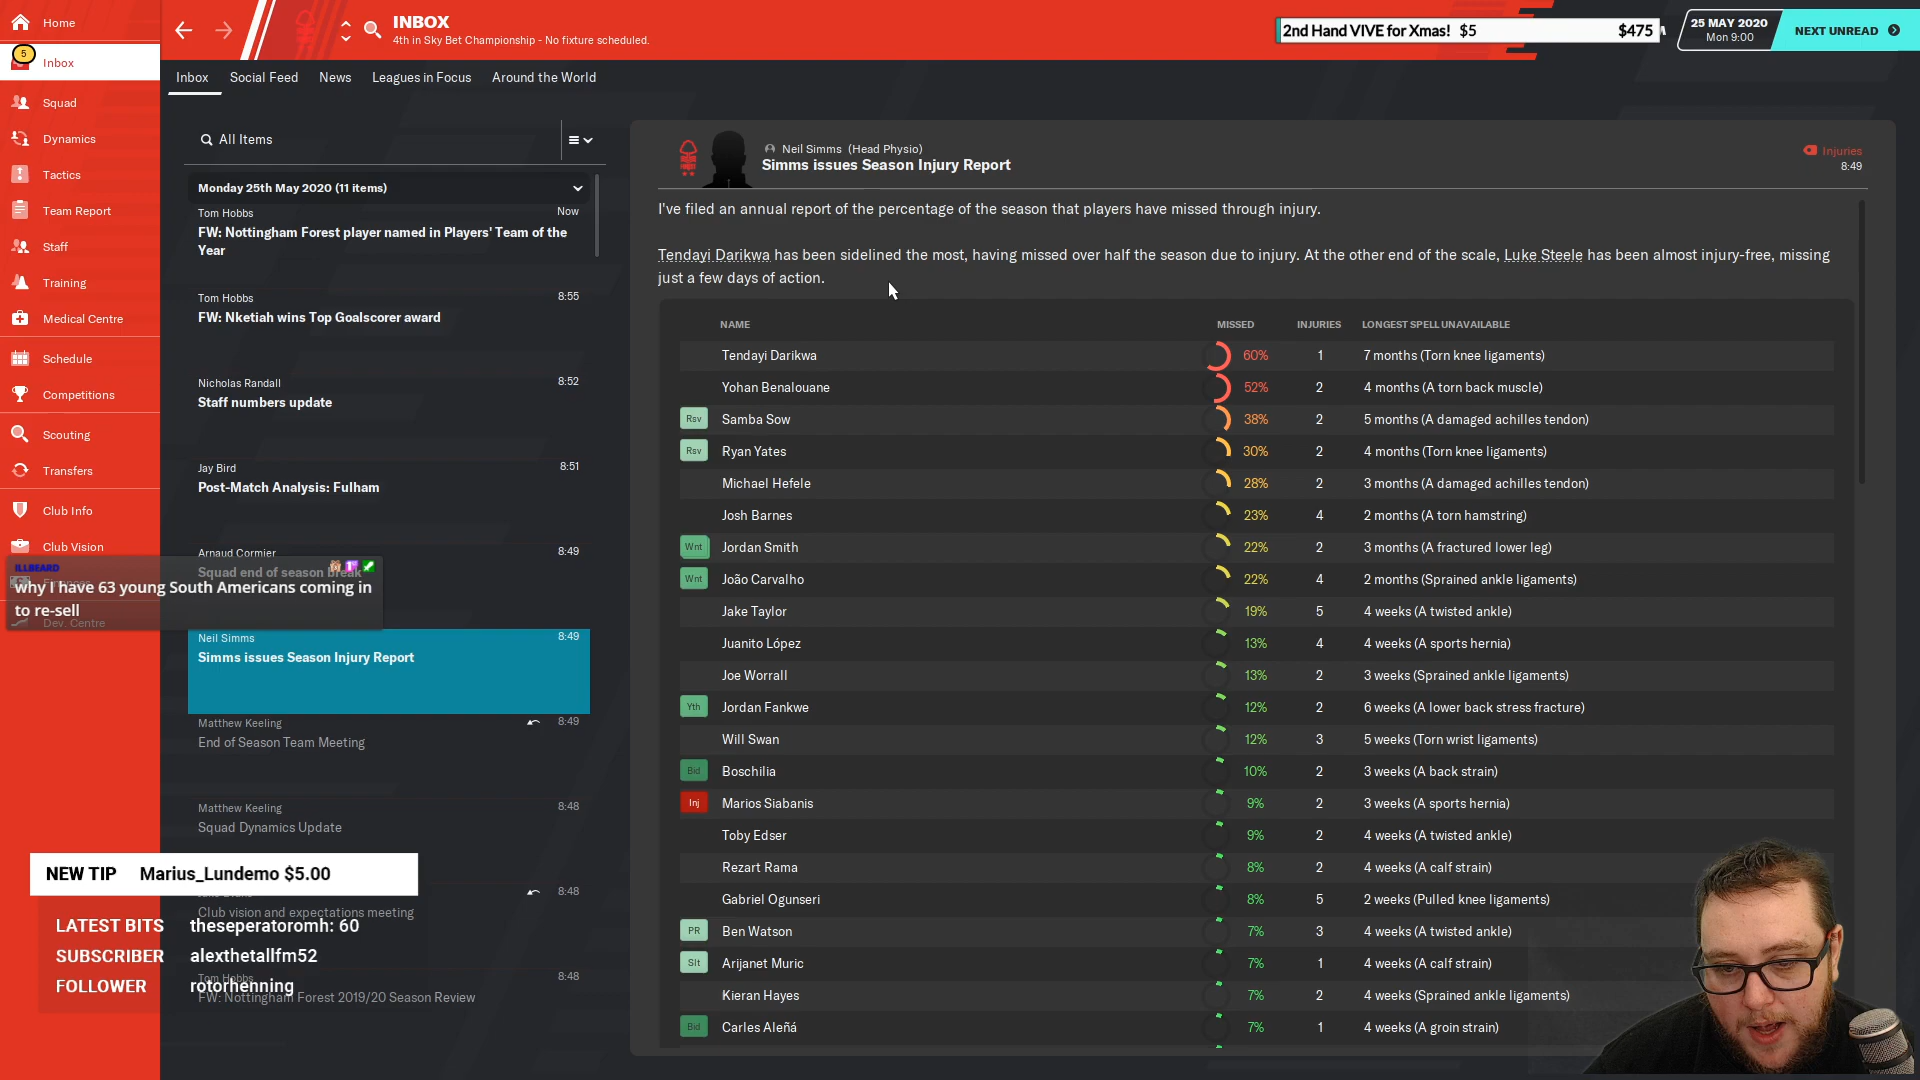 Home
5
Inbox
Squad
Dynamics
Tactics
Team Report
Staff
Training
Medical Centre
Schedule
Competitions
Scouting
Transfers
Club Info
Club Vision
Dev. Centre
INBOX
4th in Sky Bet Championship - No fixture scheduled.
2nd Hand VIVE for Xmas! $5 $475
25 MAY 2020
Mon 9:00
NEXT UNREAD
Inbox Social Feed News Leagues in Focus Around the World
All Items
Monday 25th May 2020 (11 items)
Tom Hobbs Now
FW: Nottingham Forest player named in Players' Team of the
Year
Tom Hobbs 8:55
FW: Nketiah wins Top Goalscorer award
Nicholas Randall 8:52
Staff numbers update
Jay Bird 8:51
Post-Match Analysis: Fulham
Arnaud Cormier 8:49
Squad end of season break
ILLBEARD
why I have 63 young South Americans coming in
to re-sell
Neil Simms 8:49
Simms issues Season Injury Report
Matthew Keeling 8:49
End of Season Team Meeting
Matthew Keeling 8:48
Squad Dynamics Update
NEW TIP Marius_Lundemo $5.00
8:48
Club vision and expectations meeting
LATEST BITS theseperatoromh: 60
SUBSCRIBER alexthetallfm52
Tom Hobbs 8:48
FOLLOWER rotorhenning
FW: Nottingham Forest 2019/20 Season Review
Neil Simms (Head Physio)
Simms issues Season Injury Report
Injuries
8:49
I've filed an annual report of the percentage of the season that players have missed through injury.
Tendayi Darikwa has been sidelined the most, having missed over half the season due to injury. At the other end of the scale, Luke Steele has been almost injury-free, missing
just a few days of action.
NAME MISSED INJURIES LONGEST SPELL UNAVAILABLE
Tendayi Darikwa 60% 1 7 months (Torn knee ligaments)
Yohan Benalouane 52% 2 4 months (A torn back muscle)
Rsv Samba Sow 38% 2 5 months (A damaged achilles tendon)
Rsv Ryan Yates 30% 2 4 months (Torn knee ligaments)
Michael Hefele 28% 2 3 months (A damaged achilles tendon)
Josh Barnes 23% 4 2 months (A torn hamstring)
Wnt Jordan Smith 22% 2 3 months (A fractured lower leg)
Wnt João Carvalho 22% 4 2 months (Sprained ankle ligaments)
Jake Taylor 19% 5 4 weeks (A twisted ankle)
Juanito López 13% 4 4 weeks (A sports hernia)
Joe Worrall 13% 2 3 weeks (Sprained ankle ligaments)
Yth Jordan Fankwe 12% 2 6 weeks (A lower back stress fracture)
Will Swan 12% 3 5 weeks (Torn wrist ligaments)
Bid Boschilia 10% 2 3 weeks (A back strain)
Inj Marios Siabanis 9% 2 3 weeks (A sports hernia)
Toby Edser 9% 2 4 weeks (A twisted ankle)
Rezart Rama 8% 2 4 weeks (A calf strain)
Gabriel Ogunseri 8% 5 2 weeks (Pulled knee ligaments)
PR Ben Watson 7% 3 4 weeks (A twisted ankle)
Slt Arijanet Muric 7% 1 4 weeks (A calf strain)
Kieran Hayes 7% 2 4 weeks (Sprained ankle ligaments)
Bid Carles Aleñá 7% 1 4 weeks (A groin strain)